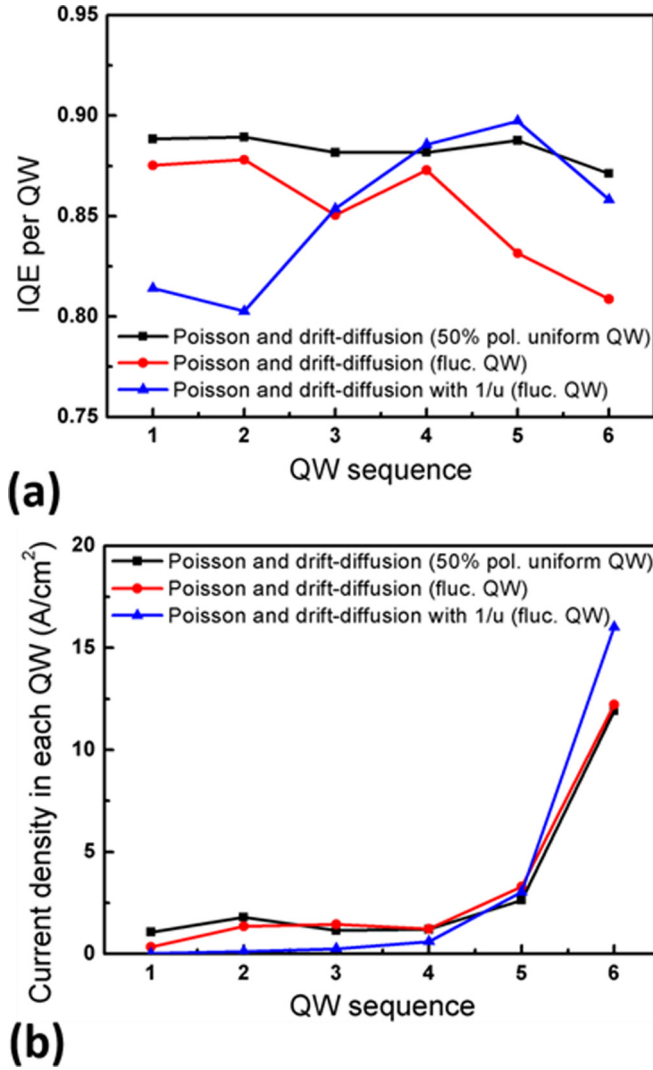 0.95
0.90
0.85
0.80
0.75
IQE per QW
Poisson and drift-diffusion (50% pol. uniform QW)
Poisson and drift-diffusion (fluc. QW)
Poisson and drift-diffusion with 1/u (fluc. QW)
1 2 3 4 5 6
QW sequence
(a)
20
15
10
5
0
Current density in each QW (A/cm²)
Poisson and drift-diffusion (50% pol. uniform QW)
Poisson and drift-diffusion (fluc. QW)
Poisson and drift-diffusion with 1/u (fluc. QW)
1 2 3 4 5 6
QW sequence
(b)